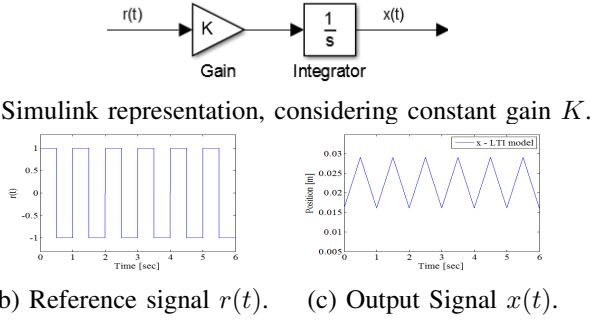 r(t)
K
1
s
x(t)
Gain
Integrator
Simulink representation, considering constant gain K.
1
0.5
0
-0.5
-1
r(t)
0 1 2 3 4 5 6
Time [sec]
x - LTI model
0.03
0.025
0.02
0.015
0.01
0.005
Position [m]
0 1 2 3 4 5 6
Time [sec]
b) Reference signal r(t).
(c) Output Signal x(t).